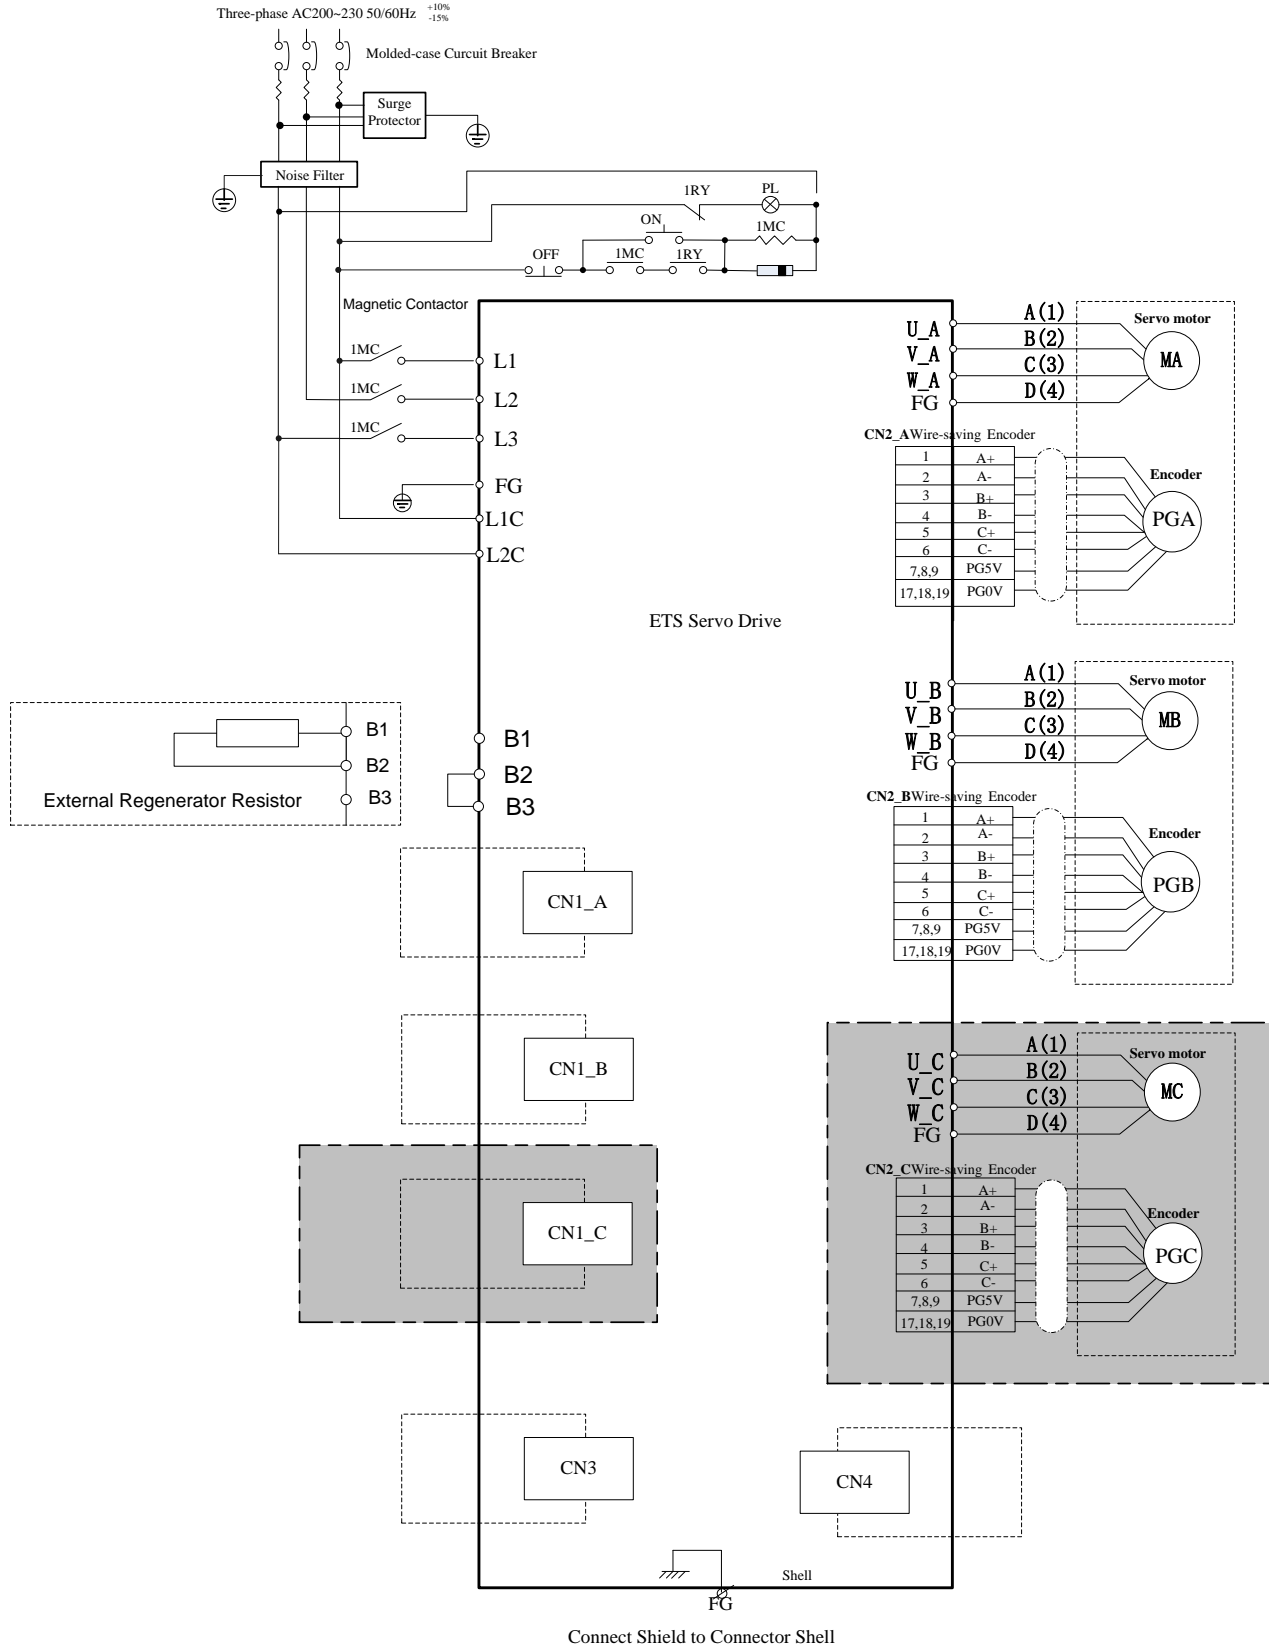 Three-phase AC200~230 50/60Hz +10% -15%
Molded-case Curcuit Breaker
Surge
Protector
Noise Filter
1RY
PL
ON
1MC
OFF
1MC
1RY
Magnetic Contactor
1MC
L1
1MC
L2
1MC
L3
FG
L1C
L2C
ETS Servo Drive
U_A
V_A
W_A
FG
A(1)
B(2)
C(3)
D(4)
Servo motor
MA
CN2_A Wire-saving Encoder
1 A+
2 A-
3 B+
4 B-
5 C+
6 C-
7,8,9 PG5V
17,18,19 PG0V
Encoder
PGA
U_B
V_B
W_B
FG
A(1)
B(2)
C(3)
D(4)
Servo motor
MB
B1
B2
B3
External Regenerator Resistor
B1
B2
B3
CN2_B Wire-saving Encoder
1 A+
2 A-
3 B+
4 B-
5 C+
6 C-
7,8,9 PG5V
17,18,19 PG0V
Encoder
PGB
CN1_A
CN1_B
CN1_C
U_C
V_C
W_C
FG
A(1)
B(2)
C(3)
D(4)
Servo motor
MC
CN2_C Wire-saving Encoder
1 A+
2 A-
3 B+
4 B-
5 C+
6 C-
7,8,9 PG5V
17,18,19 PG0V
Encoder
PGC
CN3
CN4
Shell
FG
Connect Shield to Connector Shell